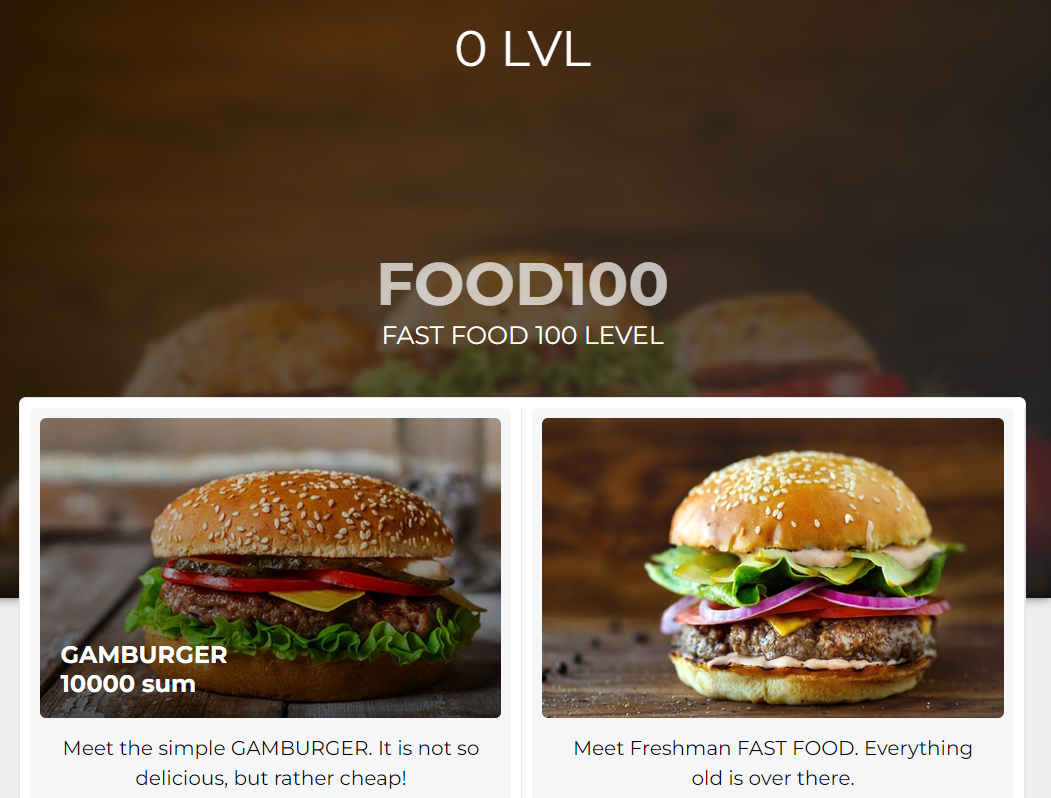 0 LVL
FOOD100
FAST FOOD 100 LEVEL
GAMBURGER
10000 sum
Meet the simple GAMBURGER. It is not so
delicious, but rather cheap!
Meet Freshman FAST FOOD. Everything
old is over there.